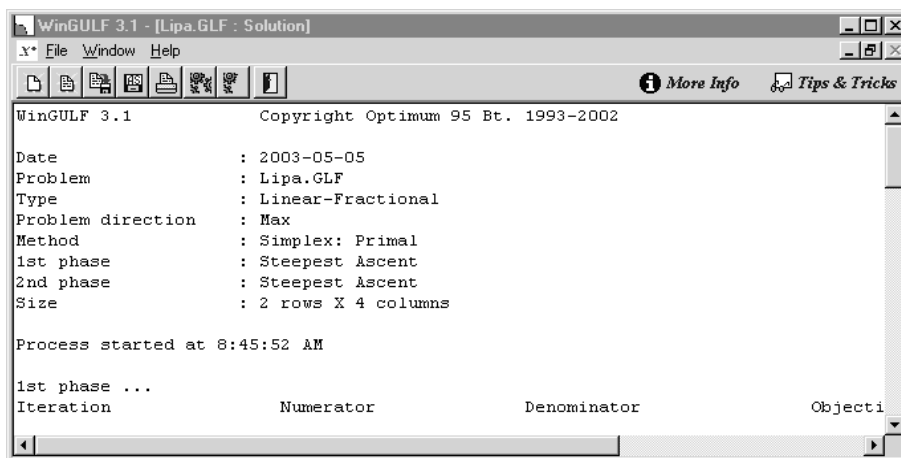 WinGULF 3.1 - [Lipa.GLF : Solution]
File Window Help
More Info Tips & Tricks
WinGULF 3.1 Copyright Optimum 95 Bt. 1993-2002
Date : 2003-05-05
Problem : Lipa.GLF
Type : Linear-Fractional
Problem direction : Max
Method : Simplex: Primal
1st phase : Steepest Ascent
2nd phase : Steepest Ascent
Size : 2 rows X 4 columns
Process started at 8:45:52 AM
1st phase ...
Iteration Numerator Denominator Objecti